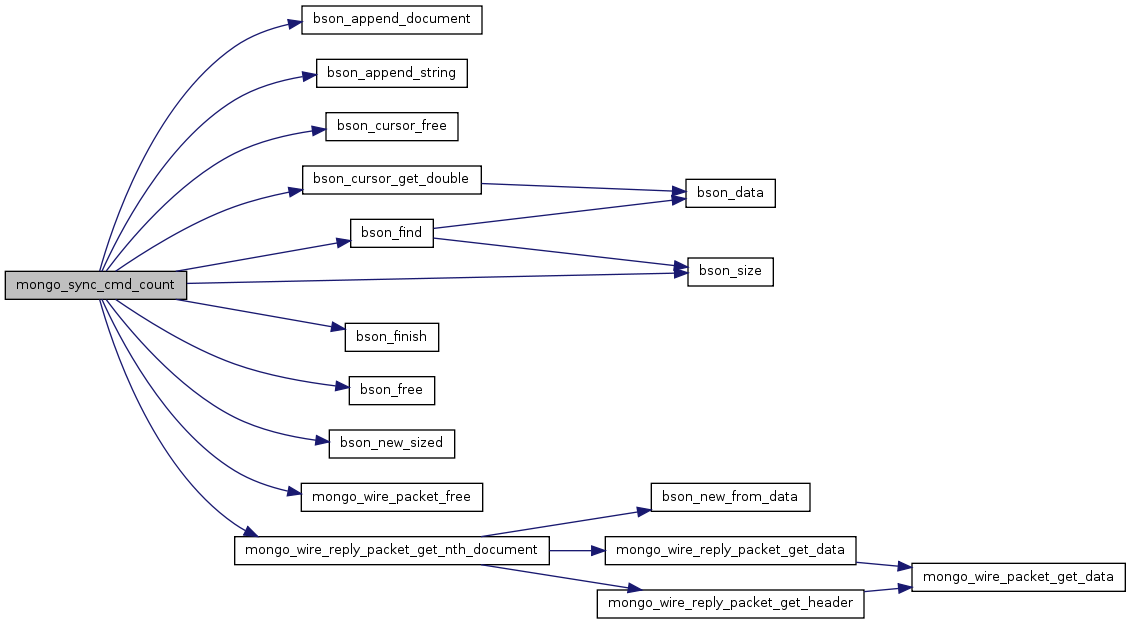 bson_append_document
bson_append_string
bson_cursor_free
bson_cursor_get_double
bson_data
bson_find
bson_size
mongo_sync_cmd_count
bson_finish
bson_free
bson_new_sized
mongo_wire_packet_free
bson_new_from_data
mongo_wire_reply_packet_get_nth_document
mongo_wire_reply_packet_get_data
mongo_wire_packet_get_data
mongo_wire_reply_packet_get_header